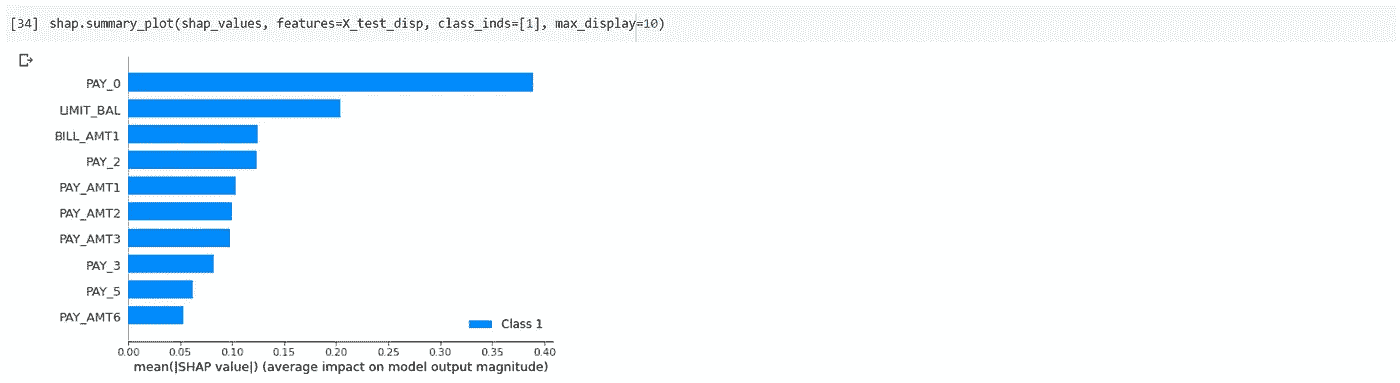 [34] shap.summary_plot(shap_values, features=X_test_disp, class_inds=[1], max_display=10)
PAY_0
LIMIT_BAL
BILL_AMT1
PAY_2
PAY_AMT1
PAY_AMT2
PAY_AMT3
PAY_3
PAY_5
PAY_AMT6
Class 1
0.00 0.05 0.10 0.15 0.20 0.25 0.30 0.35 0.40
mean(|SHAP value|) (average impact on model output magnitude)